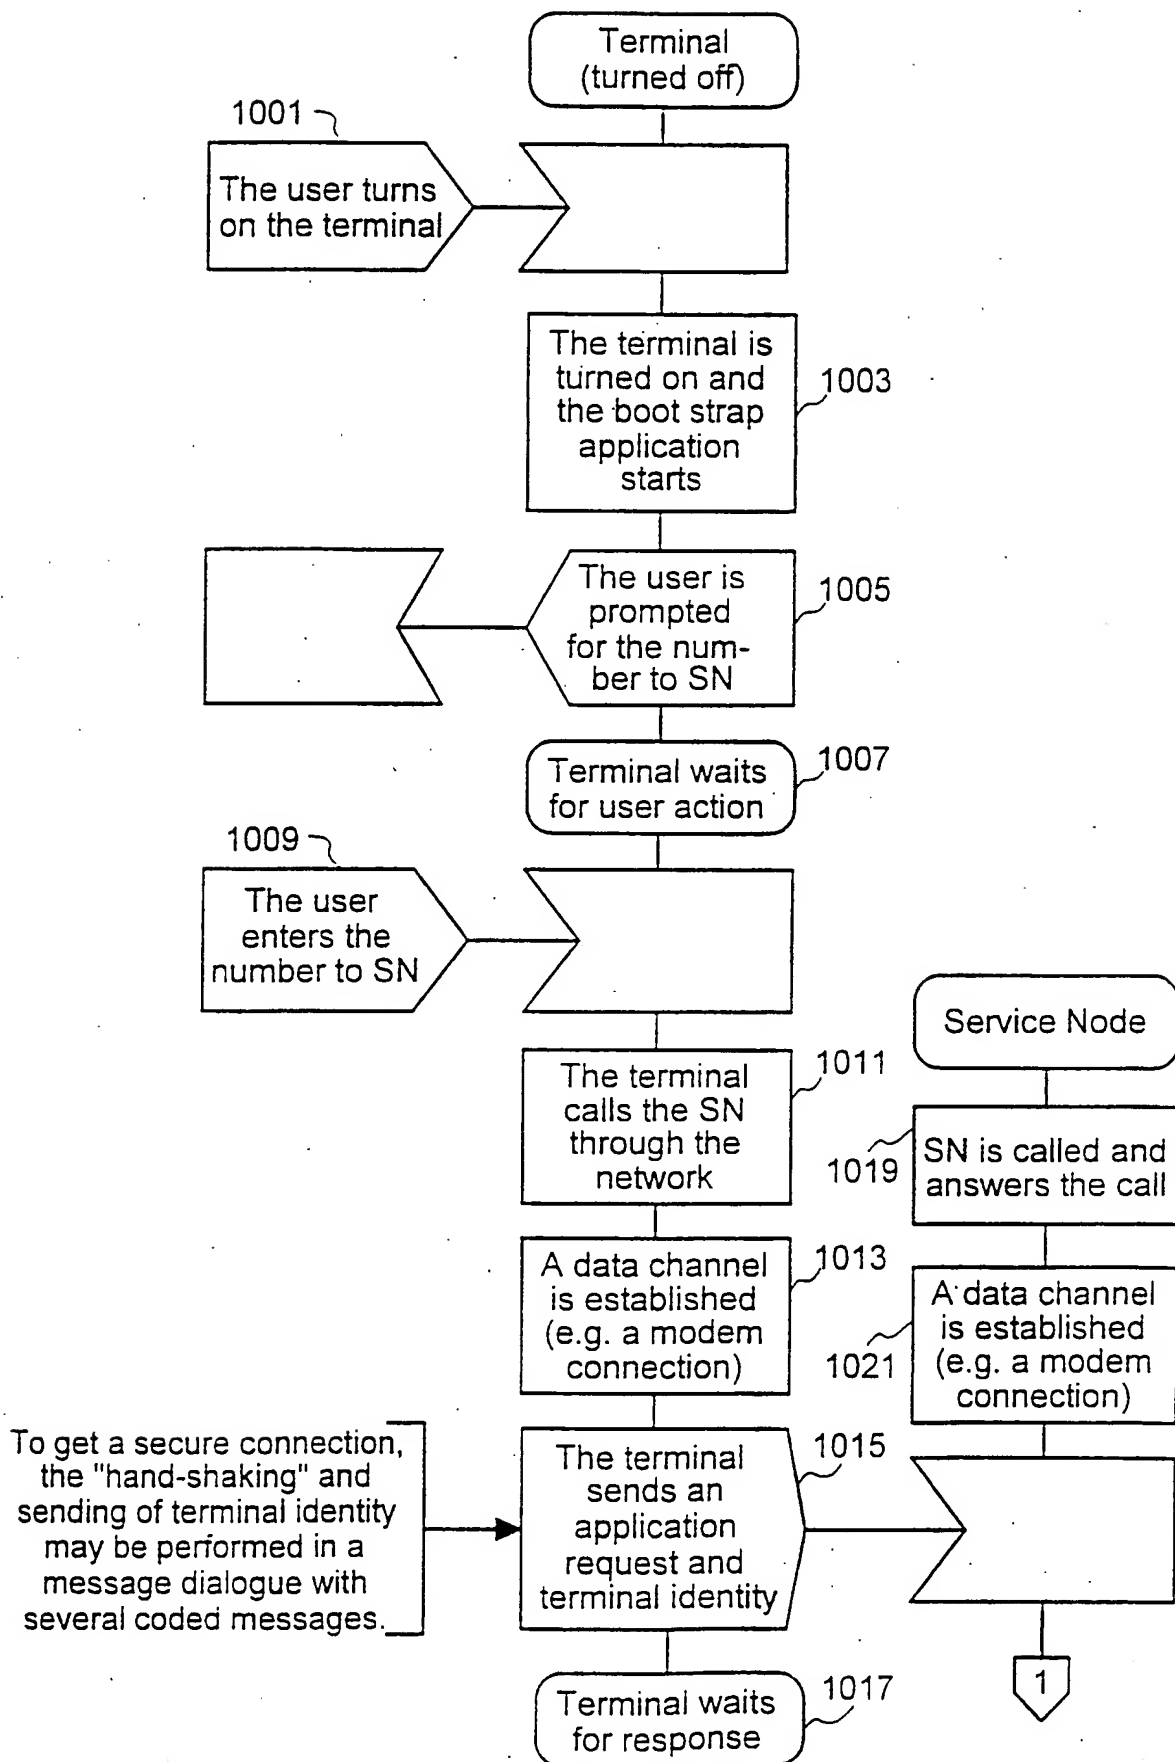 Terminal
(turned off)
1001
The user turns
on the terminal
The terminal is
turned on and
the boot strap
application
starts
1003
The user is
prompted
for the num-
ber to SN
1005
Terminal waits
for user action
1007
1009
The user
enters the
number to SN
Service Node
The terminal
calls the SN
through the
network
1011
SN is called and
answers the call
1019
A data channel
is established
(e.g. a modem
connection)
1013
A data channel
is established
(e.g. a modem
connection)
1021
To get a secure connection,
the "hand-shaking" and
sending of terminal identity
may be performed in a
message dialogue with
several coded messages.
The terminal
sends an
application
request and
terminal identity
1015
1
Terminal waits
for response
1017